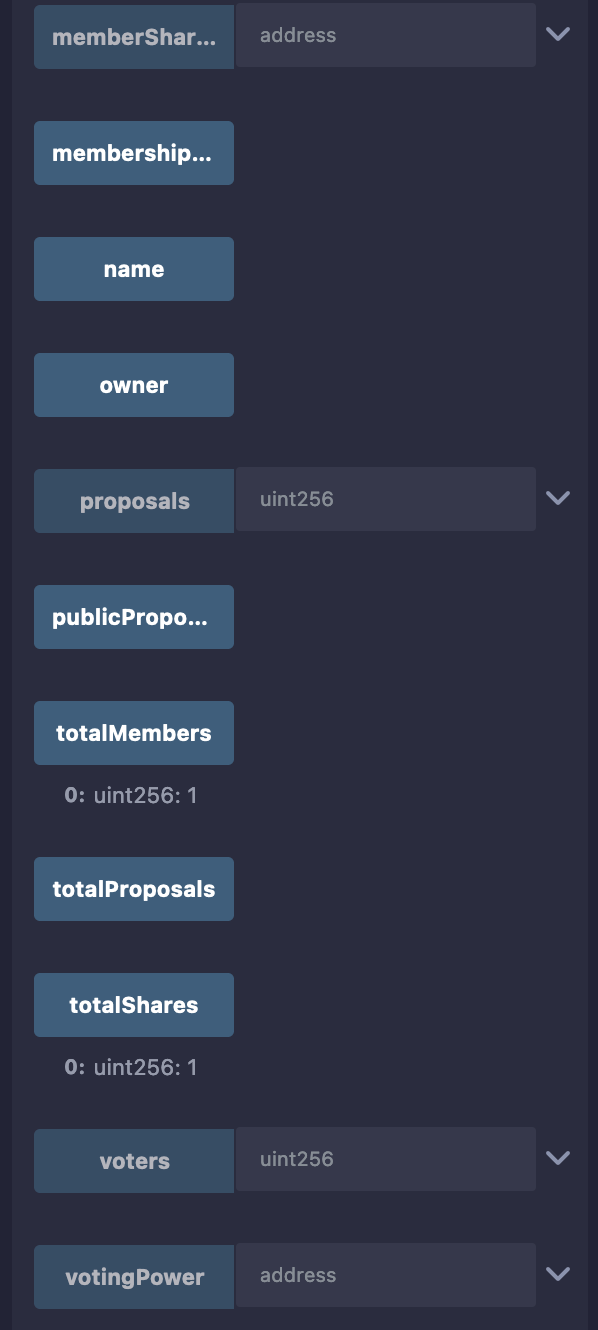 memberShar... address
membership...
name
owner
proposals uint256
publicPropo...
totalMembers
0: uint256: 1
totalProposals
totalShares
0: uint256: 1
voters uint256
votingPower address